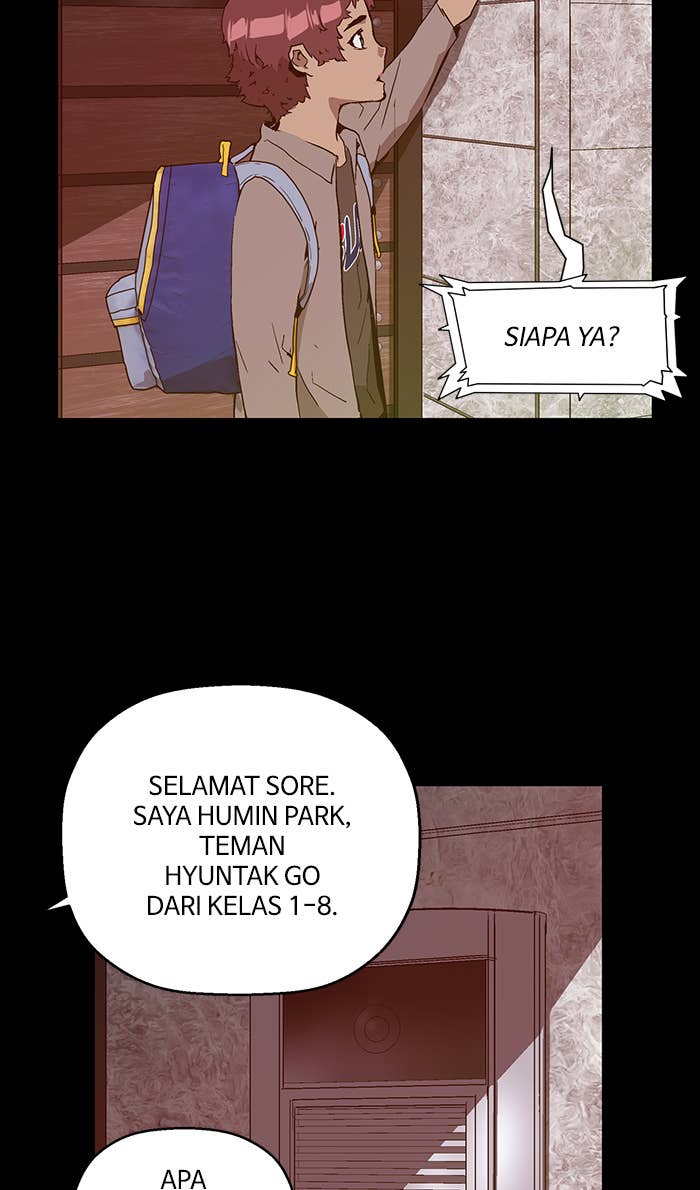 SIAPA YA?
SELAMAT SORE.
SAYA HUMIN PARK,
TEMAN
HYUNTAK GO
DARI KELAS 1-8.
APA